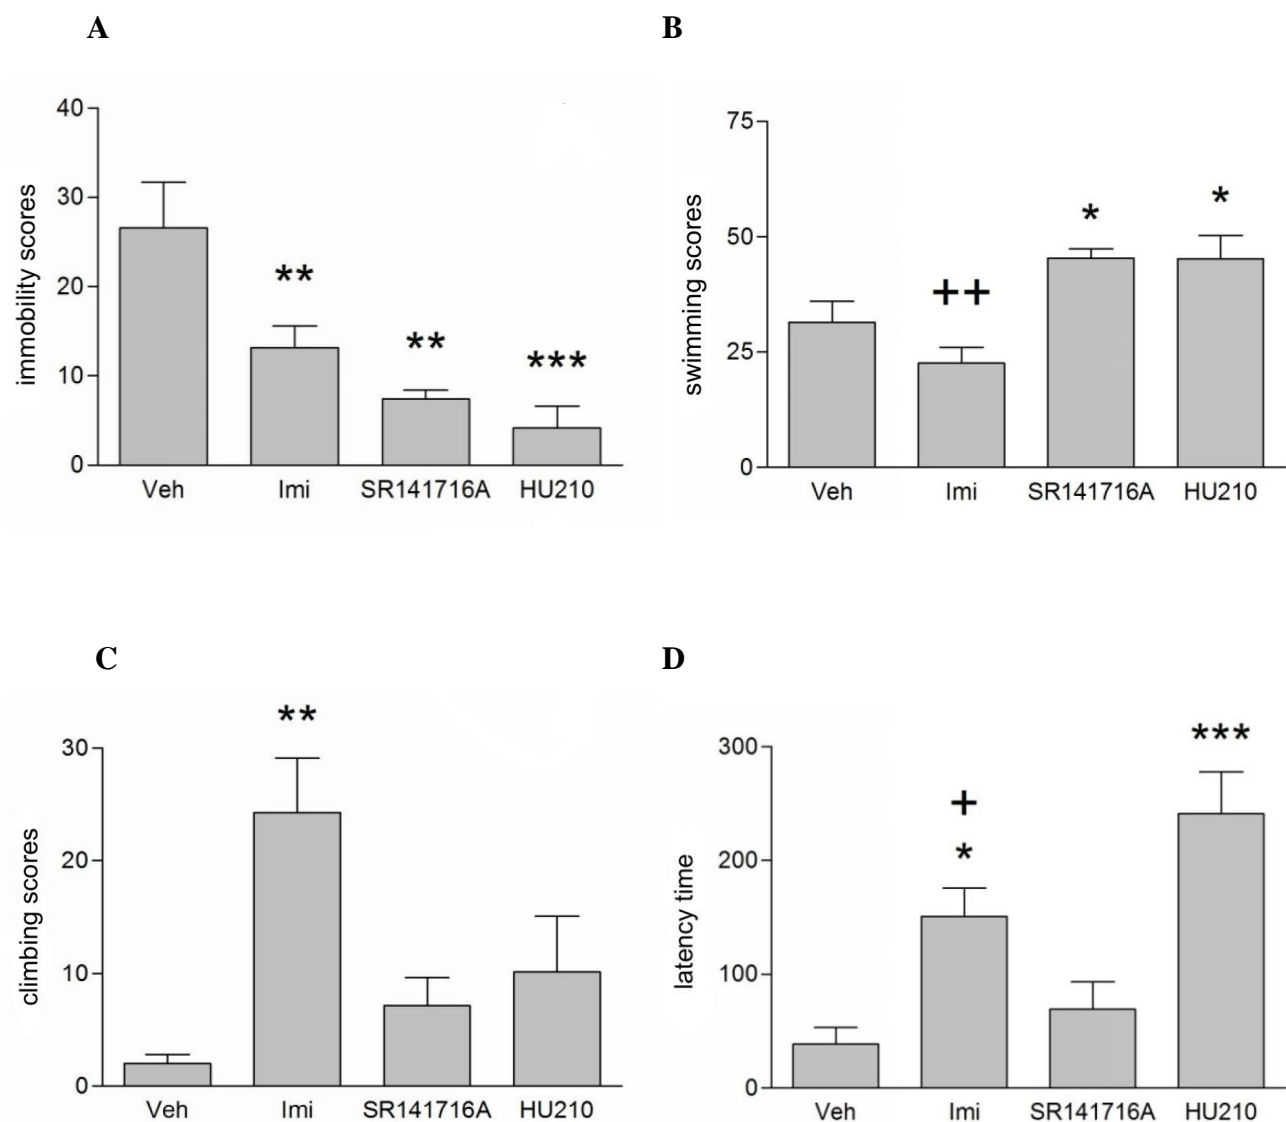 A
B
immobility scores
40
30
20
10
0
**
**
***
Veh Imi SR141716A HU210
swimming scores
75
50
25
0
++
*
*
Veh Imi SR141716A HU210
C
D
climbing scores
30
20
10
0
**
Veh Imi SR141716A HU210
latency time
300
200
100
0
+
*
***
Veh Imi SR141716A HU210